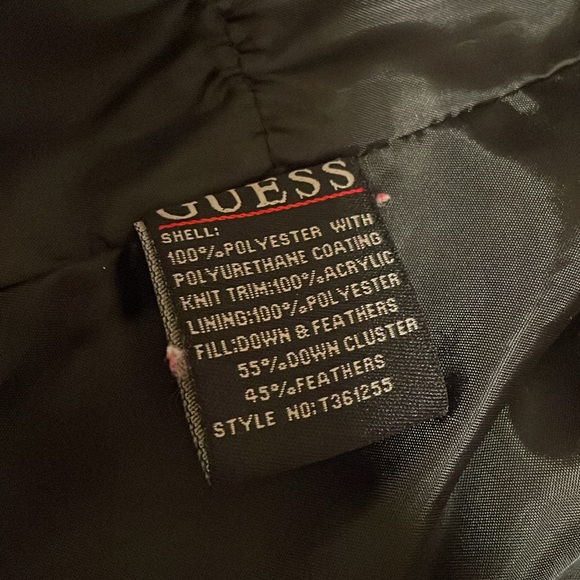 GUESS
SHELL:
100%POLYESTER WITH
POLYURETHANE COATING
KNIT TRIM:100%ACRYLIC
LINING:100%POLYESTER
FILL:DOWN & FEATHERS
55%DOWN CLUSTER
45%FEATHERS
STYLE NO:T361255